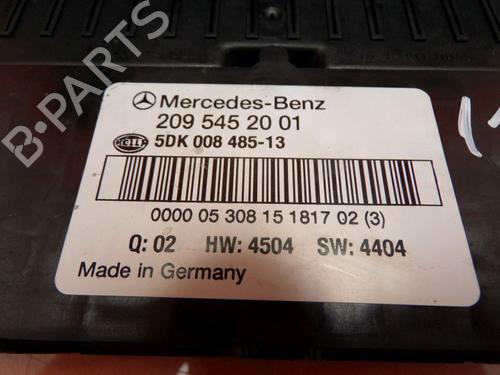 Mercedes-Benz
209 545 20 01
HELLA 5DK 008 485-13
0000 05 308 15 1817 02 (3)
Q: 02 HW: 4504 SW: 4404
Made in Germany
B-Parts